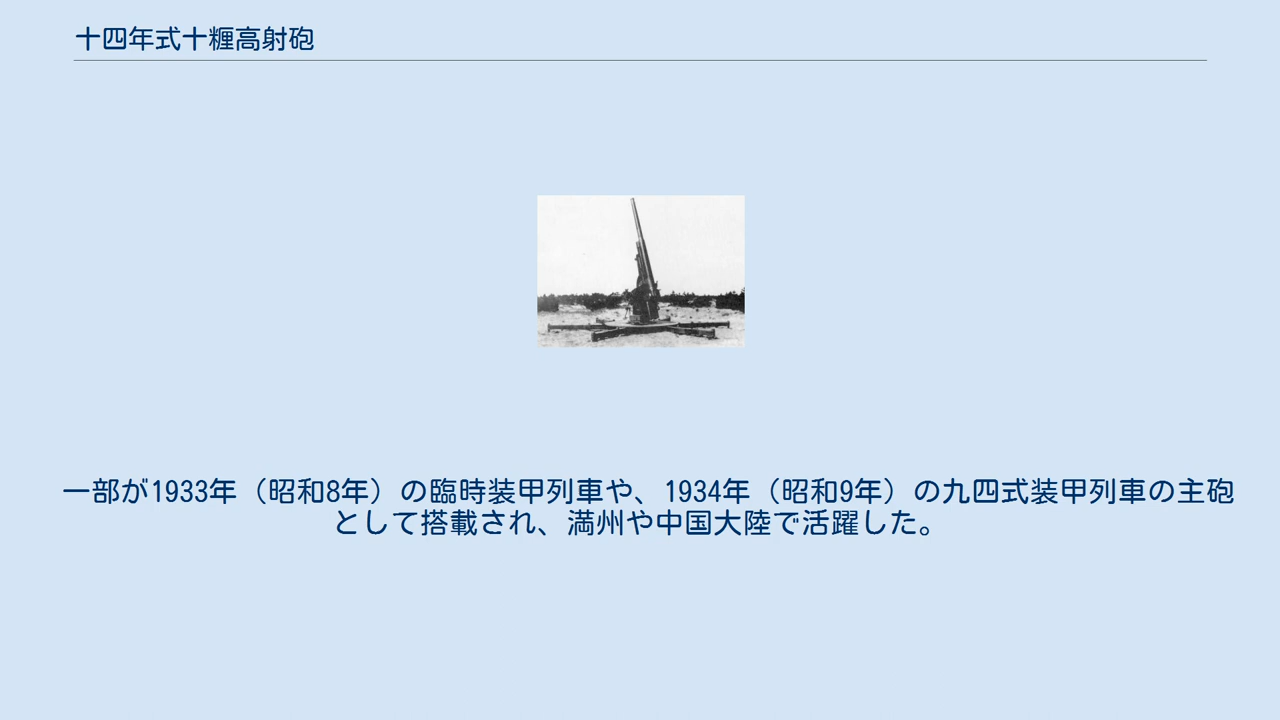 十四年式十糎高射砲
一部が1933年（昭和8年）の臨時装甲列車や、1934年（昭和9年）の九四式装甲列車の主砲
として搭載され、満州や中国大陸で活躍した。